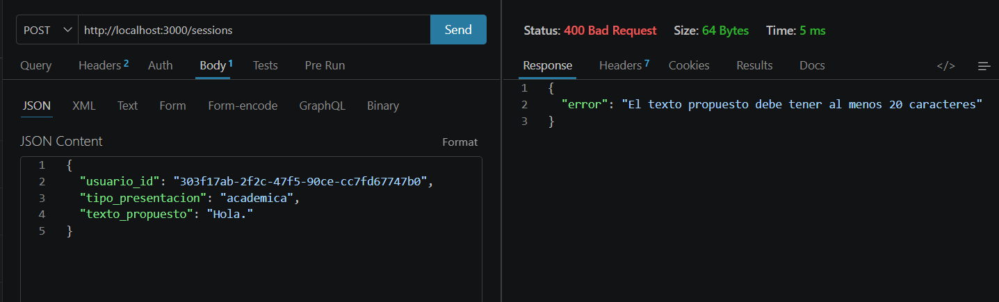 POST http://localhost:3000/sessions Send
Query Headers 2 Auth Body 1 Tests Pre Run
JSON XML Text Form Form-encode GraphQL Binary
JSON Content Format
1 {
2 "usuario_id": "303f17ab-2f2c-47f5-90ce-cc7fd67747b0",
3 "tipo_presentacion": "academica",
4 "texto_propuesto": "Hola."
5 }
Status: 400 Bad Request Size: 64 Bytes Time: 5 ms
Response Headers 7 Cookies Results Docs </>
1 {
2 "error": "El texto propuesto debe tener al menos 20 caracteres"
3 }